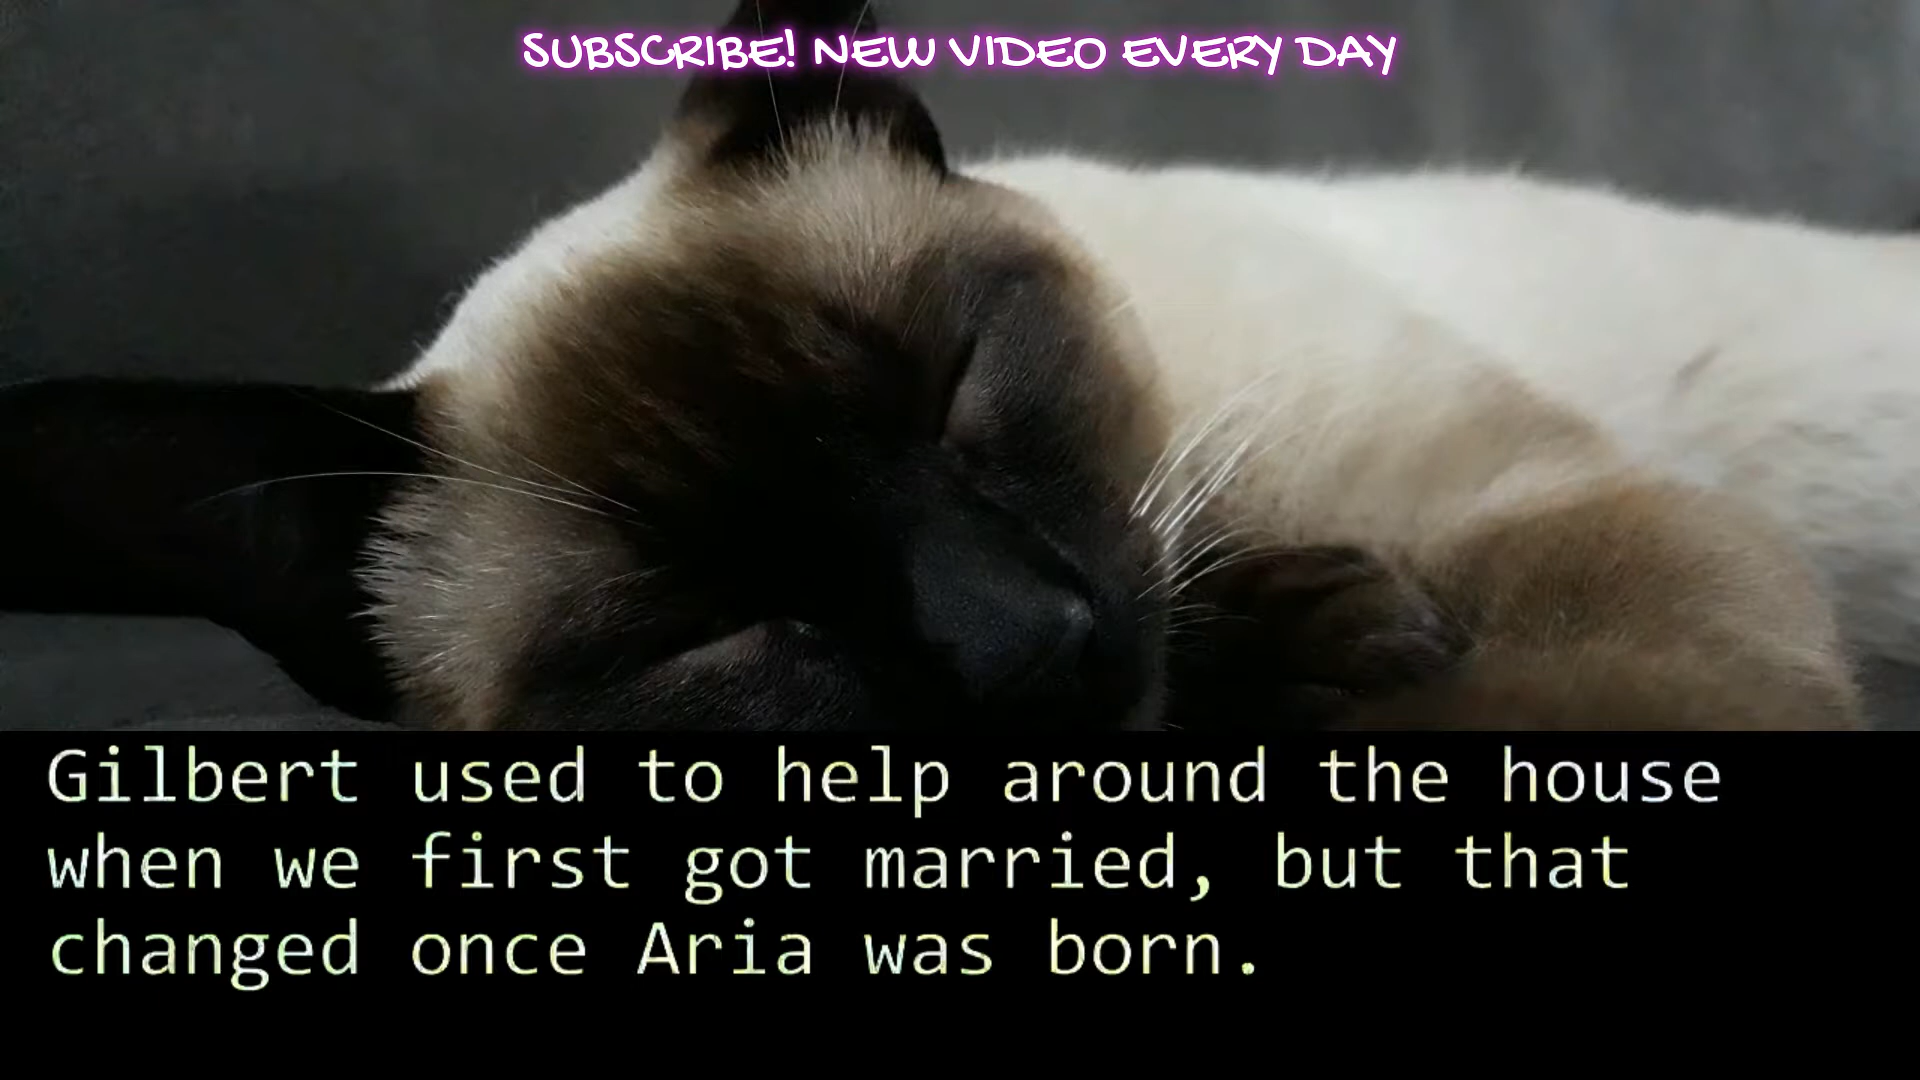 SUBSCRIBE! NEW VIDEO EVERY DAY
Gilbert used to help around the house
when we first got married, but that
changed once Aria was born.